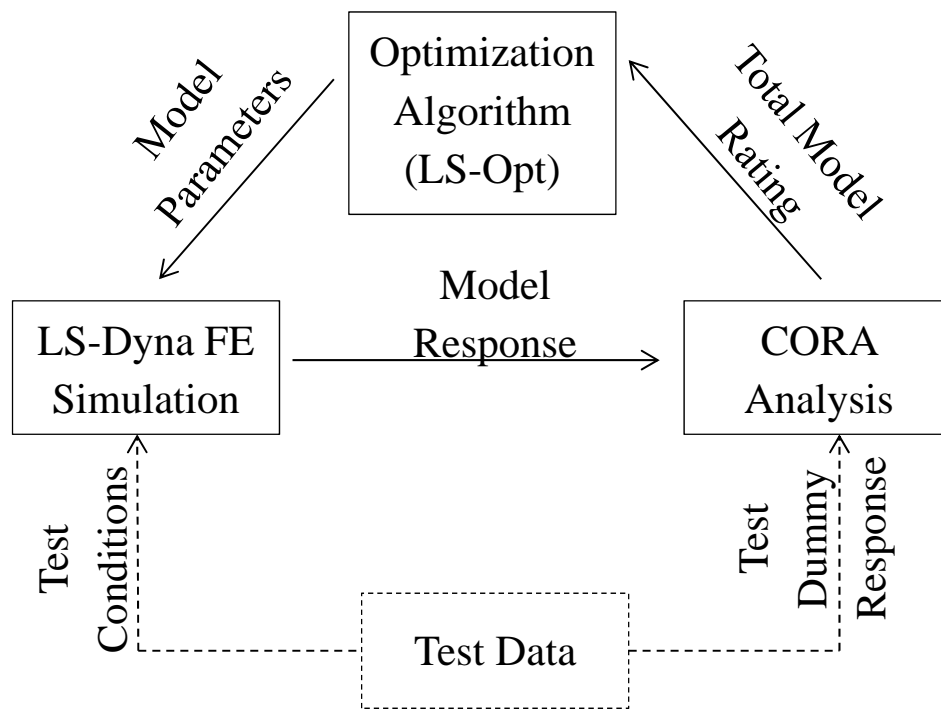 Optimization
Algorithm
(LS-Opt)
Model
Parameters
Total Model
Rating
Model
Response
LS-Dyna FE
Simulation
CORA
Analysis
Test
Conditions
Test
Dummy
Response
Test Data